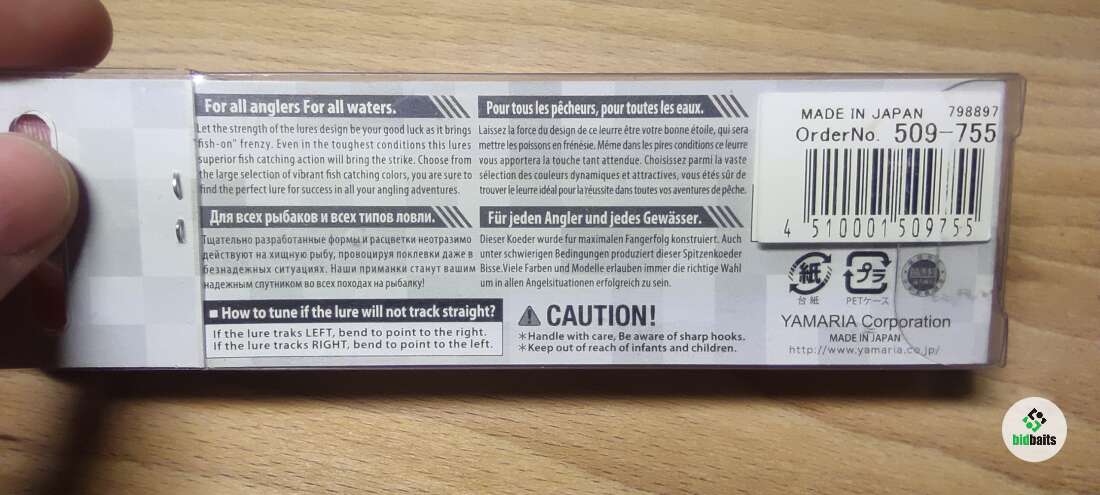 For all anglers For all waters.
Let the strength of the lures design be your good luck as it brings
"fish-on" frenzy. Even in the toughest conditions this lures
superior fish catching action will bring the strike. Choose from
the large selection of vibrant fish catching colors, you are sure to
find the perfect lure for success in all your angling adventures.
Pour tous les pêcheurs, pour toutes les eaux.
Laissez la force du design de ce leurre être votre bonne étoile, qui sera
mettre les poissons en frénésie. Même dans les pires conditions ce leurre
vous apportera la touche tant attendue. Choisissez parmi la vaste
sélection des couleurs dynamiques et attractives, vous étés sûr de
trouver le leurre idéal pour la réussite dans toutes vos aventures de pêche.
Для всех рыбаков и всех типов ловли.
Тщательно разработанные формы и расцветки неотразимо
действуют на хищную рыбу, провоцируя поклевки даже в
безнадежных ситуациях. Наши приманки станут вашим
надежным спутником во всех походах на рыбалку!
Für jeden Angler und jedes Gewässer.
Dieser Koeder wurde fur maximalen Fangerfolg konstruiert. Auch
unter schwierigen Bedingungen produziert dieser Spitzenkoeder
Bisse.Viele Farben und Modelle erlauben immer die richtige Wahl
um in allen Angelsituationen erfolgreich zu sein.
How to tune if the lure will not track straight?
If the lure traks LEFT, bend to point to the right.
If the lure tracks RIGHT, bend to point to the left.
CAUTION!
*Handle with care, Be aware of sharp hooks.
*Keep out of reach of infants and children.
MADE IN JAPAN 798897
OrderNo. 509-755
4 510001 509755
紙 プラ
台紙 PETケース
YAMARIA Corporation
MADE IN JAPAN
http://www.yamaria.co.jp/
bidbaits